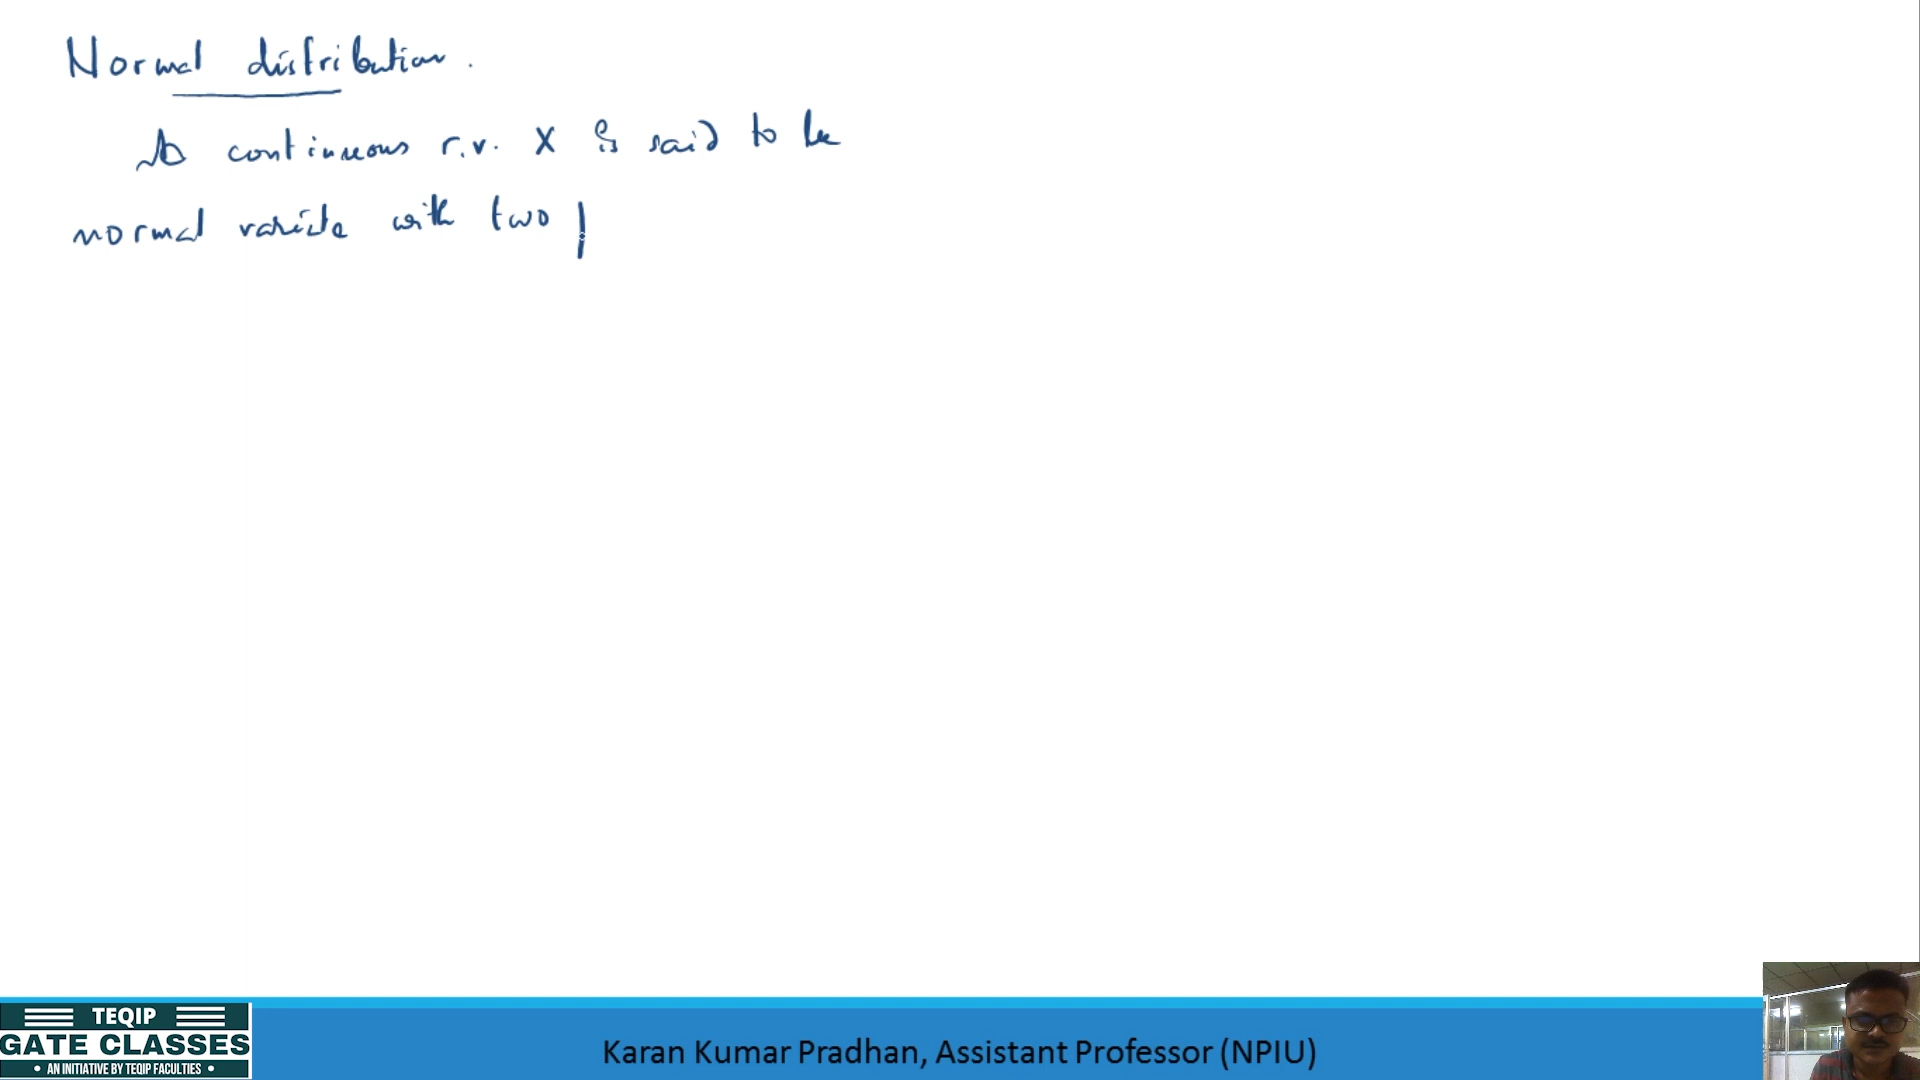 Normal distribution.
A continuous r.v. X is said to be
normal variate with two
TEQIP
GATE CLASSES
• AN INITIATIVE BY TEQIP FACULTIES •
Karan Kumar Pradhan, Assistant Professor (NPIU)